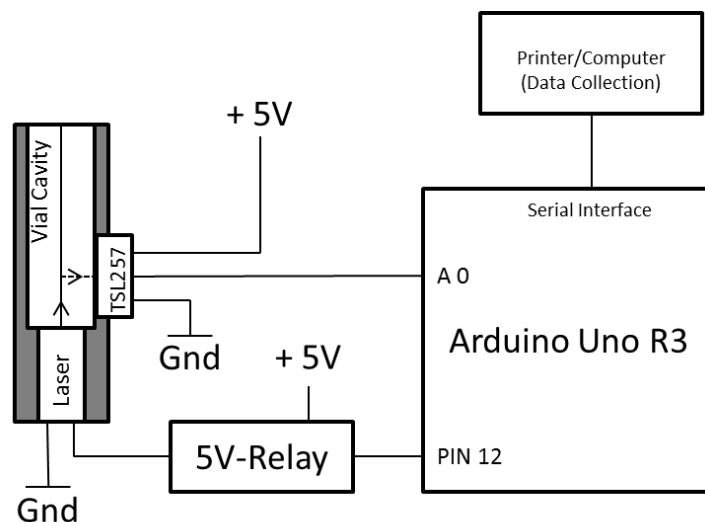 Printer/Computer
(Data Collection)
+ 5V
Vial Cavity
Serial Interface
TSL257
A 0
Arduino Uno R3
Gnd
+ 5V
Laser
5V-Relay
PIN 12
Gnd